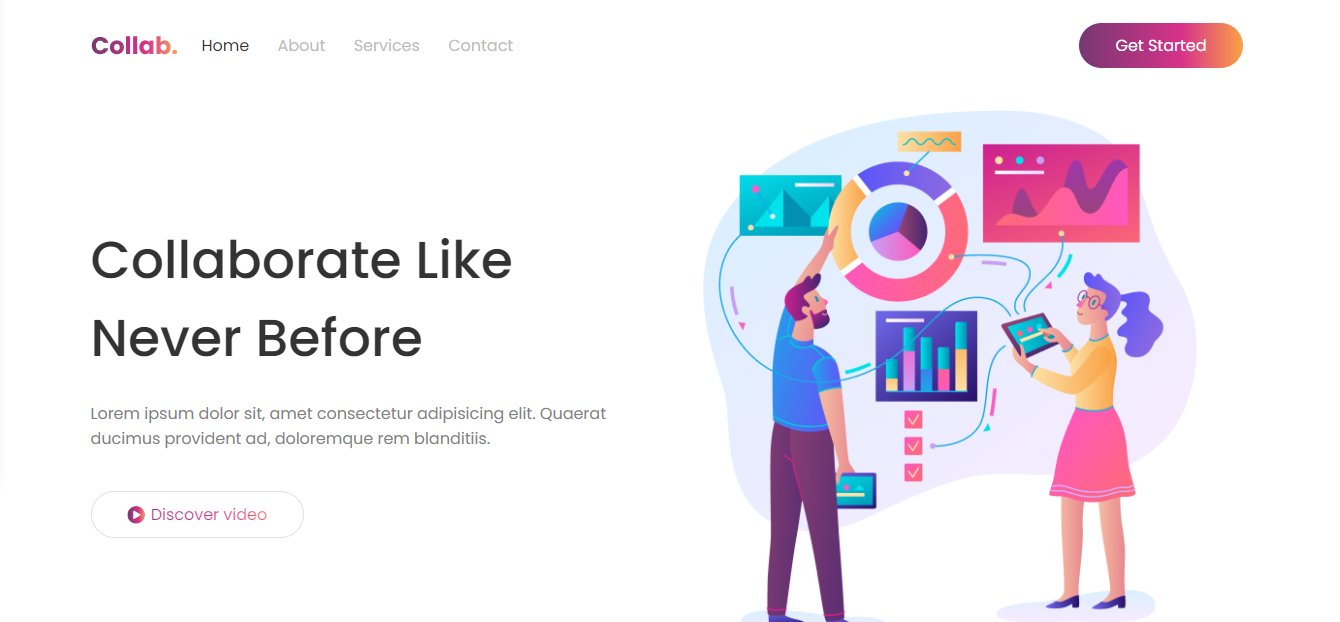 Collab. Home About Services Contact Get Started
Collaborate Like
Never Before
Lorem ipsum dolor sit, amet consectetur adipisicing elit. Quaerat
ducimus provident ad, doloremque rem blanditiis.
Discover video